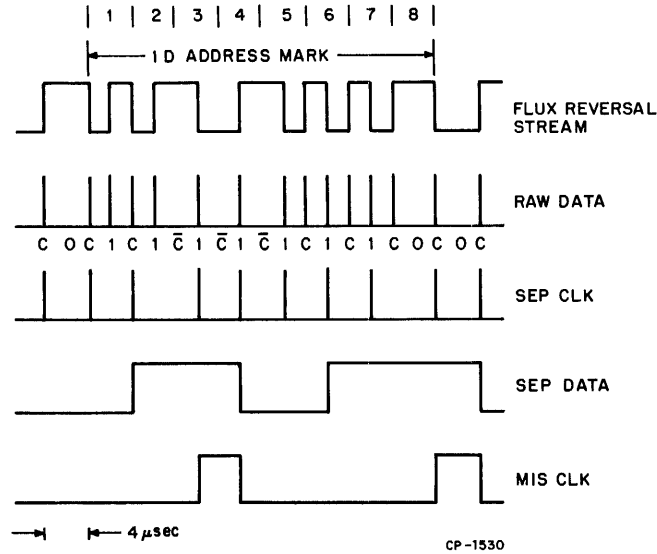 | 1 | 2 | 3 | 4 | 5 | 6 | 7 | 8 |
1D ADDRESS MARK
FLUX REVERSAL
STREAM
RAW DATA
C 0 C 1 C 1 C̅ 1 C̅ 1 C̅ 1 C 1 C 1 C 0 C 0 C
SEP CLK
SEP DATA
MIS CLK
4 μsec
CP-1530